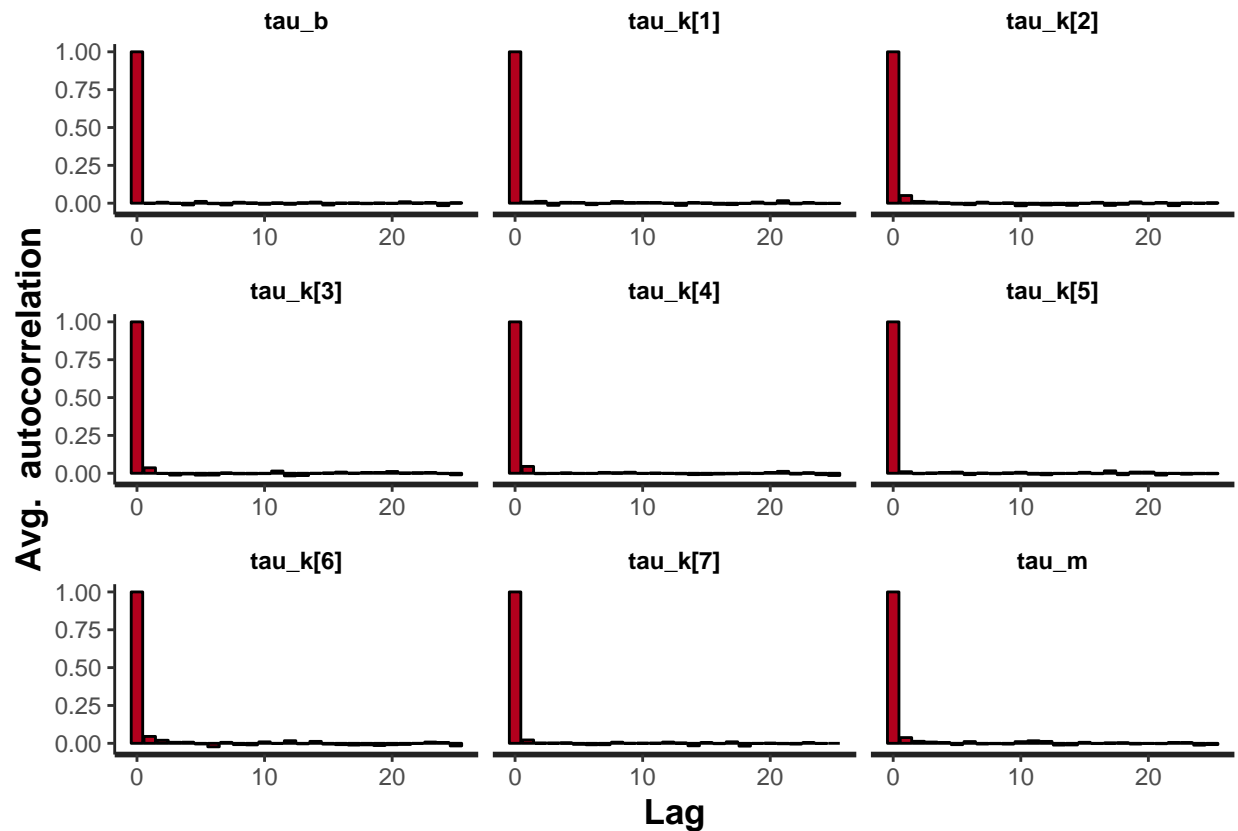 tau_b tau_k[1] tau_k[2]
1.00
0.75
0.50
0.25
0.00
0 10 20 0 10 20 0 10 20
tau_k[3] tau_k[4] tau_k[5]
1.00
0.75
0.50
0.25
0.00
0 10 20 0 10 20 0 10 20
tau_k[6] tau_k[7] tau_m
1.00
0.75
0.50
0.25
0.00
0 10 20 0 10 20 0 10 20
Avg. autocorrelation
Lag